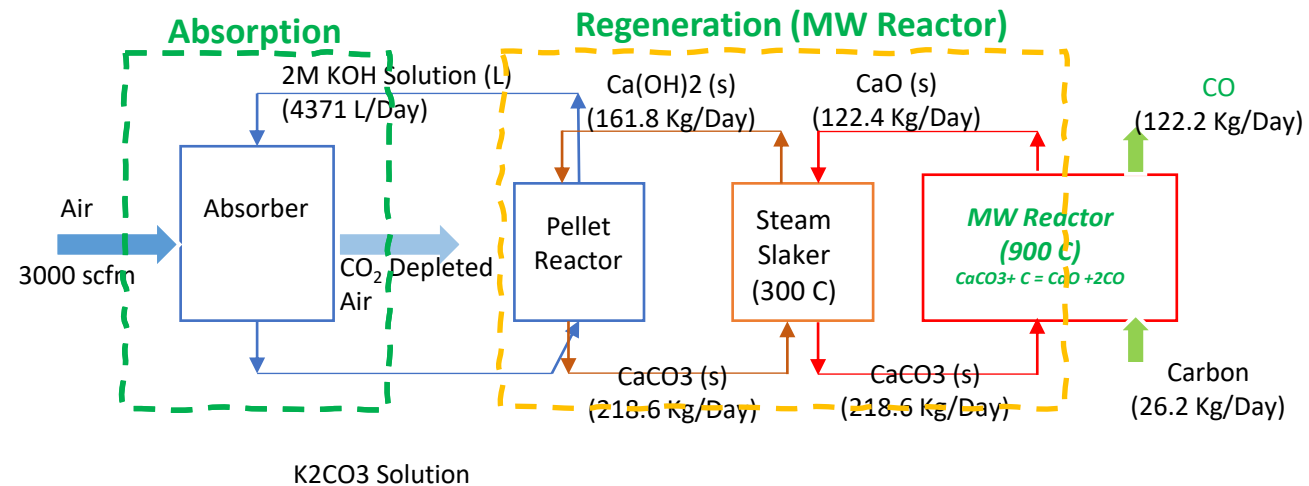 Absorption
Regeneration (MW Reactor)
2M KOH Solution (L)
(4371 L/Day)
Ca(OH)2 (s)
(161.8 Kg/Day)
CaO (s)
(122.4 Kg/Day)
CO
(122.2 Kg/Day)
Air
3000 scfm
Absorber
CO₂ Depleted
Air
Pellet
Reactor
Steam
Slaker
(300 C)
MW Reactor
(900 C)
CaCO3+ C = CaO +2CO
CaCO3 (s)
(218.6 Kg/Day)
CaCO3 (s)
(218.6 Kg/Day)
Carbon
(26.2 Kg/Day)
K2CO3 Solution